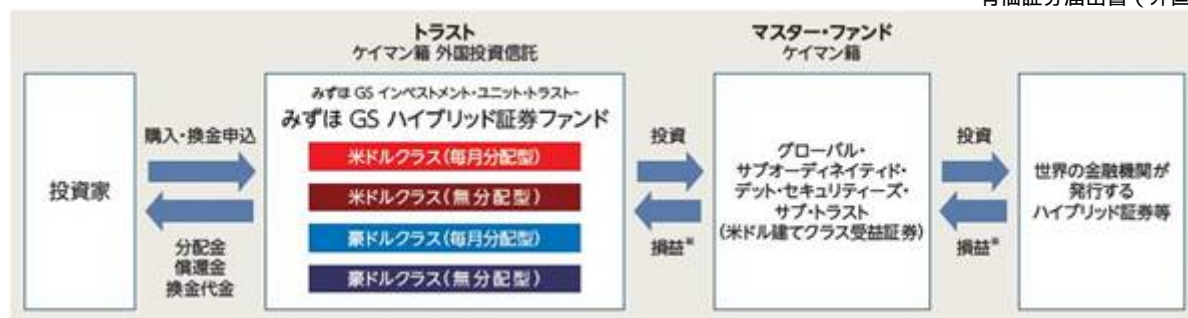 トラスト
ケイマン籍 外国投資信託
マスター・ファンド
ケイマン籍
投資家
購入・換金申込
分配金
償還金
換金代金
みずほ GS インベストメント・ユニット・トラスト-
みずほ GS ハイブリッド証券ファンド
米ドルクラス(毎月分配型)
米ドルクラス(無分配型)
豪ドルクラス(毎月分配型)
豪ドルクラス(無分配型)
投資
損益※
グローバル・
サブオーディネイティド・
デット・セキュリティーズ・
サブ・トラスト
(米ドル建てクラス受益証券)
投資
損益※
世界の金融機関が
発行する
ハイブリッド証券等